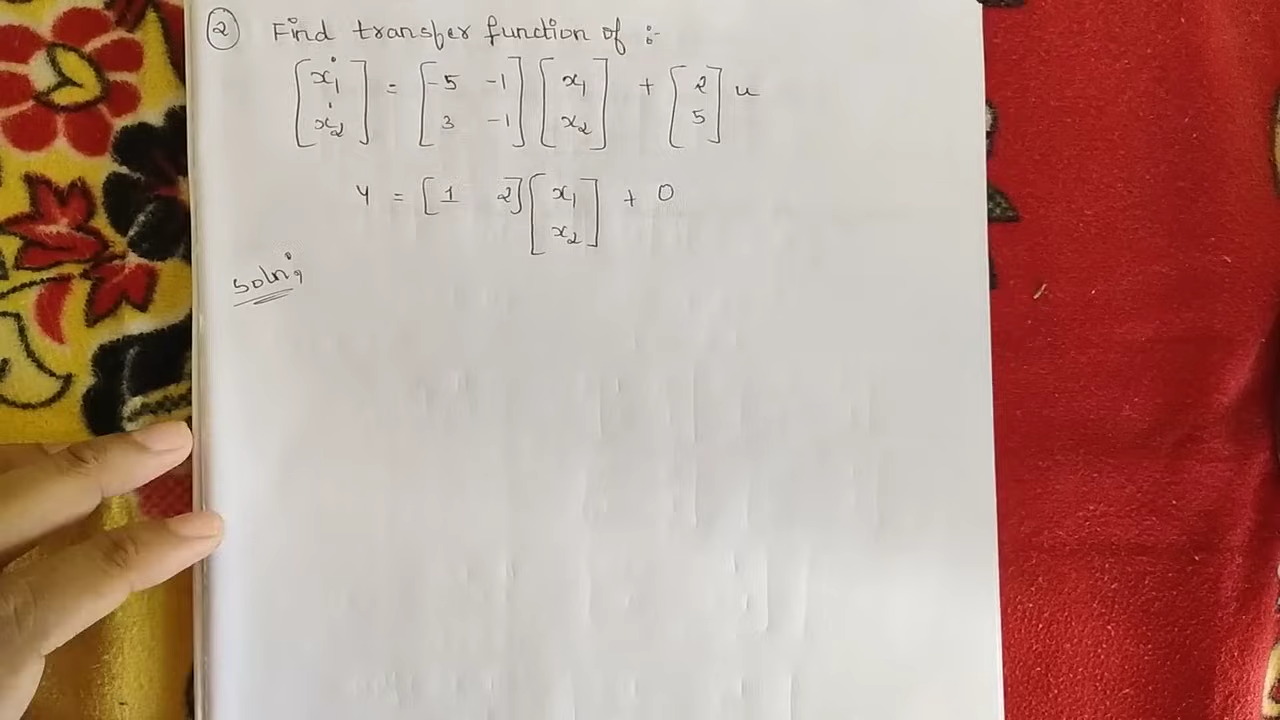 ② Find transfer function of :-
[ẋ₁ ẋ₂] = [-5 -1 3 -1] [x₁ x₂] + [2 5] u
y = [1 2] [x₁ x₂] + 0
Soln: